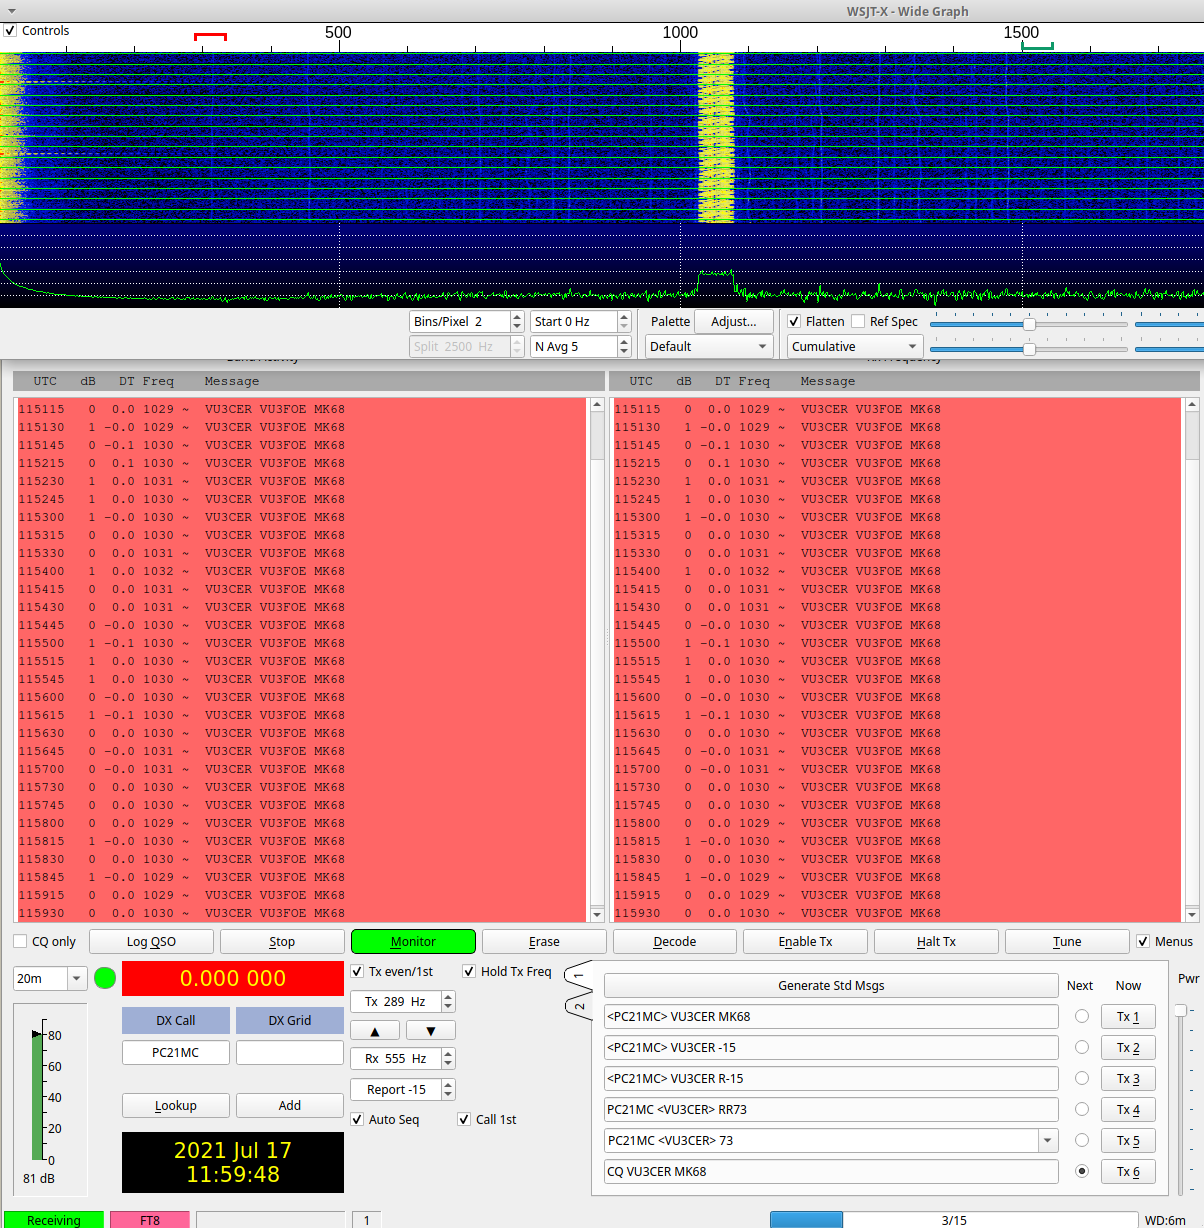 WSJT-X - Wide Graph
Controls
500 1000 1500
Bins/Pixel 2 Start 0 Hz Palette Adjust... Flatten Ref Spec
Split 2500 Hz N Avg 5 Default Cumulative
UTC dB DT Freq Message UTC dB DT Freq Message
115115 0 0.0 1029 ~ VU3CER VU3FOE MK68 115115 0 0.0 1029 ~ VU3CER VU3FOE MK68
115130 1 -0.0 1029 ~ VU3CER VU3FOE MK68 115130 1 -0.0 1029 ~ VU3CER VU3FOE MK68
115145 0 -0.1 1030 ~ VU3CER VU3FOE MK68 115145 0 -0.1 1030 ~ VU3CER VU3FOE MK68
115215 0 0.1 1030 ~ VU3CER VU3FOE MK68 115215 0 0.1 1030 ~ VU3CER VU3FOE MK68
115230 1 0.0 1031 ~ VU3CER VU3FOE MK68 115230 1 0.0 1031 ~ VU3CER VU3FOE MK68
115245 1 0.0 1030 ~ VU3CER VU3FOE MK68 115245 1 0.0 1030 ~ VU3CER VU3FOE MK68
115300 1 -0.0 1030 ~ VU3CER VU3FOE MK68 115300 1 -0.0 1030 ~ VU3CER VU3FOE MK68
115315 0 0.0 1030 ~ VU3CER VU3FOE MK68 115315 0 0.0 1030 ~ VU3CER VU3FOE MK68
115330 0 0.0 1031 ~ VU3CER VU3FOE MK68 115330 0 0.0 1031 ~ VU3CER VU3FOE MK68
115400 1 0.0 1032 ~ VU3CER VU3FOE MK68 115400 1 0.0 1032 ~ VU3CER VU3FOE MK68
115415 0 0.0 1031 ~ VU3CER VU3FOE MK68 115415 0 0.0 1031 ~ VU3CER VU3FOE MK68
115430 0 0.0 1031 ~ VU3CER VU3FOE MK68 115430 0 0.0 1031 ~ VU3CER VU3FOE MK68
115445 0 -0.0 1030 ~ VU3CER VU3FOE MK68 115445 0 -0.0 1030 ~ VU3CER VU3FOE MK68
115500 1 -0.1 1030 ~ VU3CER VU3FOE MK68 115500 1 -0.1 1030 ~ VU3CER VU3FOE MK68
115515 1 0.0 1030 ~ VU3CER VU3FOE MK68 115515 1 0.0 1030 ~ VU3CER VU3FOE MK68
115545 1 0.0 1030 ~ VU3CER VU3FOE MK68 115545 1 0.0 1030 ~ VU3CER VU3FOE MK68
115600 0 -0.0 1030 ~ VU3CER VU3FOE MK68 115600 0 -0.0 1030 ~ VU3CER VU3FOE MK68
115615 1 -0.1 1030 ~ VU3CER VU3FOE MK68 115615 1 -0.1 1030 ~ VU3CER VU3FOE MK68
115630 0 -0.0 1030 ~ VU3CER VU3FOE MK68 115630 0 -0.0 1030 ~ VU3CER VU3FOE MK68
115645 0 -0.0 1031 ~ VU3CER VU3FOE MK68 115645 0 -0.0 1031 ~ VU3CER VU3FOE MK68
115700 0 -0.0 1031 ~ VU3CER VU3FOE MK68 115700 0 -0.0 1031 ~ VU3CER VU3FOE MK68
115730 0 0.0 1030 ~ VU3CER VU3FOE MK68 115730 0 0.0 1030 ~ VU3CER VU3FOE MK68
115745 0 0.0 1030 ~ VU3CER VU3FOE MK68 115745 0 0.0 1030 ~ VU3CER VU3FOE MK68
115800 0 0.0 1029 ~ VU3CER VU3FOE MK68 115800 0 0.0 1029 ~ VU3CER VU3FOE MK68
115815 1 -0.0 1030 ~ VU3CER VU3FOE MK68 115815 1 -0.0 1030 ~ VU3CER VU3FOE MK68
115830 0 0.0 1030 ~ VU3CER VU3FOE MK68 115830 0 0.0 1030 ~ VU3CER VU3FOE MK68
115845 1 -0.0 1029 ~ VU3CER VU3FOE MK68 115845 1 -0.0 1029 ~ VU3CER VU3FOE MK68
115915 0 0.0 1029 ~ VU3CER VU3FOE MK68 115915 0 0.0 1029 ~ VU3CER VU3FOE MK68
115930 0 0.0 1030 ~ VU3CER VU3FOE MK68 115930 0 0.0 1030 ~ VU3CER VU3FOE MK68
CQ only Log QSO Stop Monitor Erase Decode Enable Tx Halt Tx Tune Menus
20m 0.000 000 Tx even/1st Hold Tx Freq 1 Generate Std Msgs Next Now Pwr
Tx 289 Hz 2
DX Call DX Grid <PC21MC> VU3CER MK68 Tx 1
80 PC21MC Rx 555 Hz <PC21MC> VU3CER -15 Tx 2
60 Report -15 <PC21MC> VU3CER R-15 Tx 3
40 Lookup Add PC21MC <VU3CER> RR73 Tx 4
20 Auto Seq Call 1st PC21MC <VU3CER> 73 Tx 5
0 2021 Jul 17
81 dB 11:59:48 CQ VU3CER MK68 Tx 6
Receiving FT8 1 3/15 WD:6m